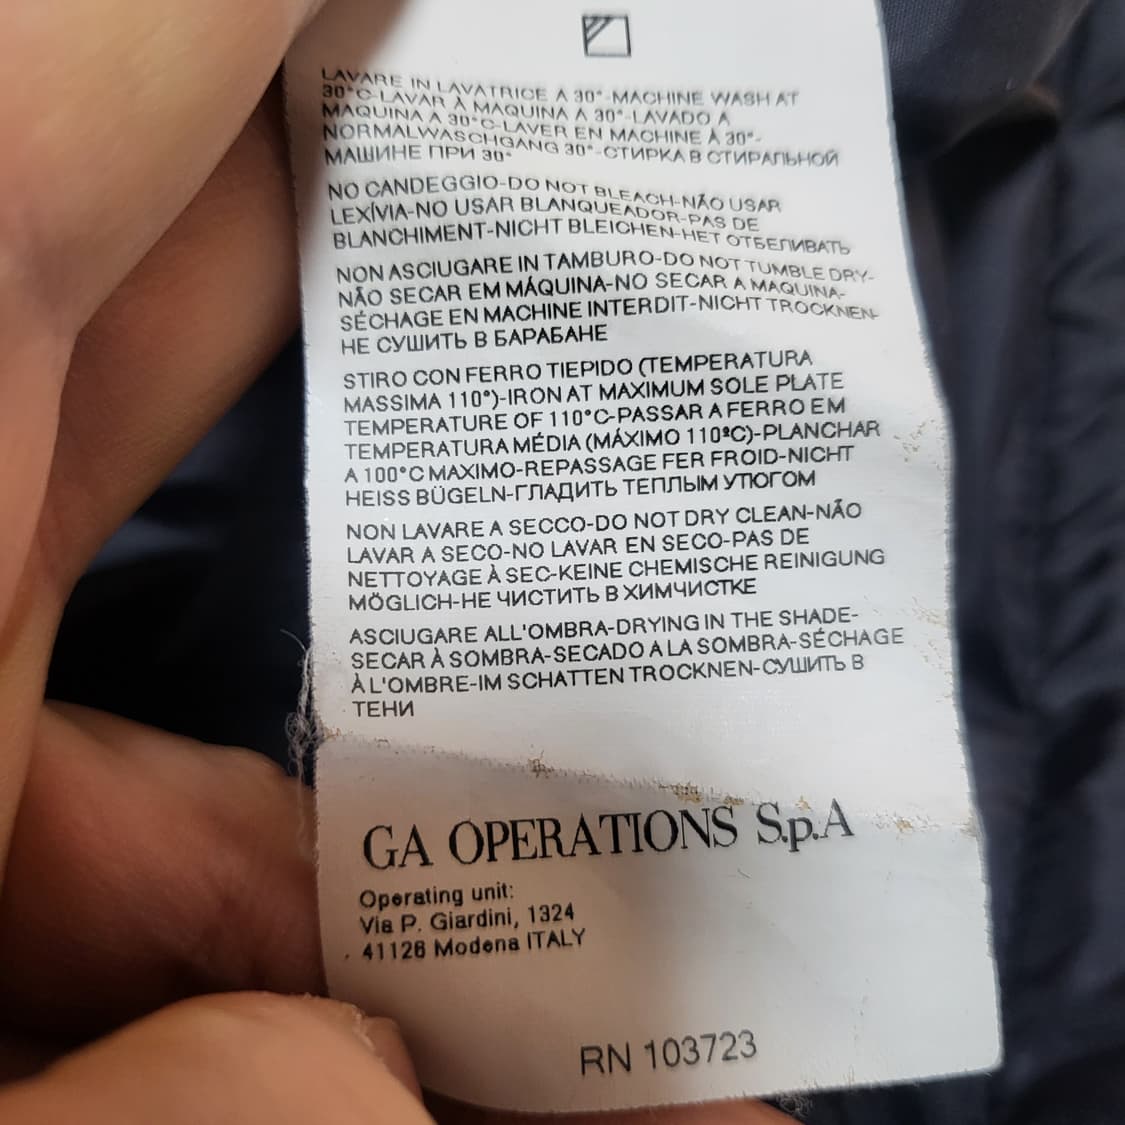 LAVARE IN LAVATRICE A 30°-MACHINE WASH AT
30°C-LAVAR À MAQUINA A 30°-LAVADO A
MAQUINA A 30°C-LAVER EN MACHINE À 30°-
NORMALWASCHGANG 30°-СТИРКА В СТИРАЛЬНОЙ
МАШИНЕ ПРИ 30°
NO CANDEGGIO-DO NOT BLEACH-NÃO USAR
LEXÍVIA-NO USAR BLANQUEADOR-PAS DE
BLANCHIMENT-NICHT BLEICHEN-НЕТ ОТБЕЛИВАТЬ
NON ASCIUGARE IN TAMBURO-DO NOT TUMBLE DRY-
NÃO SECAR EM MÁQUINA-NO SECAR A MAQUINA-
SÉCHAGE EN MACHINE INTERDIT-NICHT TROCKNEN-
НЕ СУШИТЬ В БАРАБАНЕ
STIRO CON FERRO TIEPIDO (TEMPERATURA
MASSIMA 110°)-IRON AT MAXIMUM SOLE PLATE
TEMPERATURE OF 110°C-PASSAR A FERRO EM
TEMPERATURA MÉDIA (MÁXIMO 110ºC)-PLANCHAR
A 100°C MAXIMO-REPASSAGE FER FROID-NICHT
HEISS BÜGELN-ГЛАДИТЬ ТЕПЛЫМ УТЮГОМ
NON LAVARE A SECCO-DO NOT DRY CLEAN-NÃO
LAVAR A SECO-NO LAVAR EN SECO-PAS DE
NETTOYAGE À SEC-KEINE CHEMISCHE REINIGUNG
MÖGLICH-НЕ ЧИСТИТЬ В ХИМЧИСТКЕ
ASCIUGARE ALL'OMBRA-DRYING IN THE SHADE-
SECAR À SOMBRA-SECADO A LA SOMBRA-SÉCHAGE
À L'OMBRE-IM SCHATTEN TROCKNEN-СУШИТЬ В
ТЕНИ
GA OPERATIONS S.p.A
Operating unit:
Via P. Giardini, 1324
41126 Modena ITALY
RN 103723